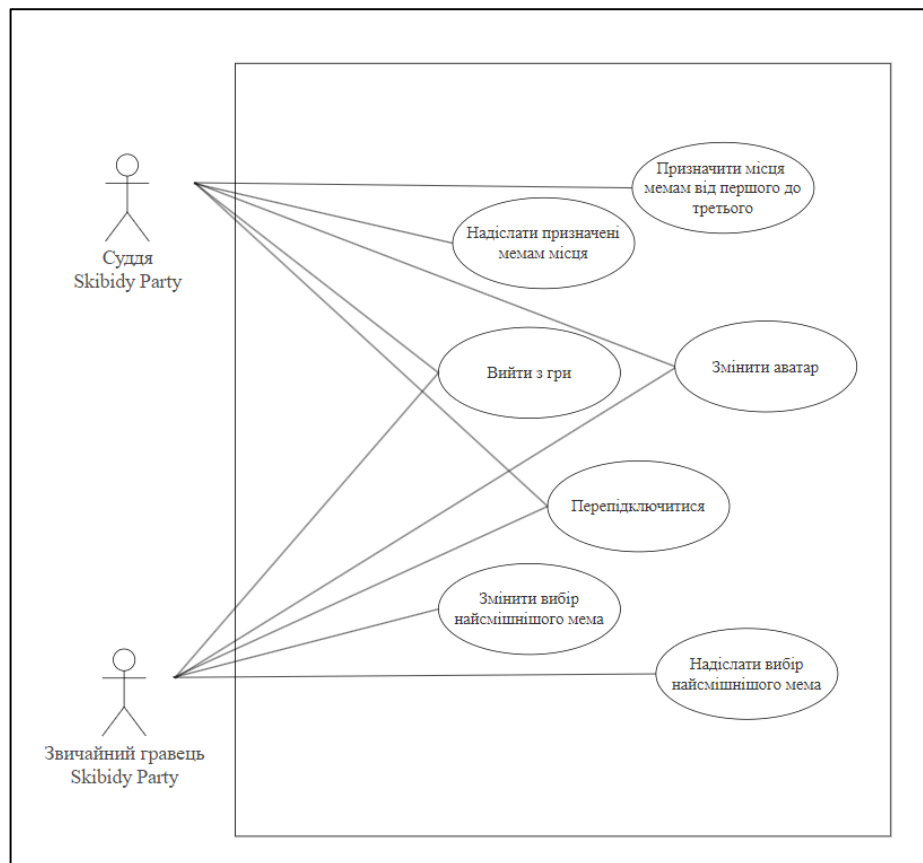 Призначити місця
мемам від першого до
третього
Надіслати призначені
мемам місця
Суддя
Skibidy Party
Вийти з гри
Змінити аватар
Перепідключитися
Змінити вибір
найсмішнішого мема
Надіслати вибір
найсмішнішого мема
Звичайний гравець
Skibidy Party